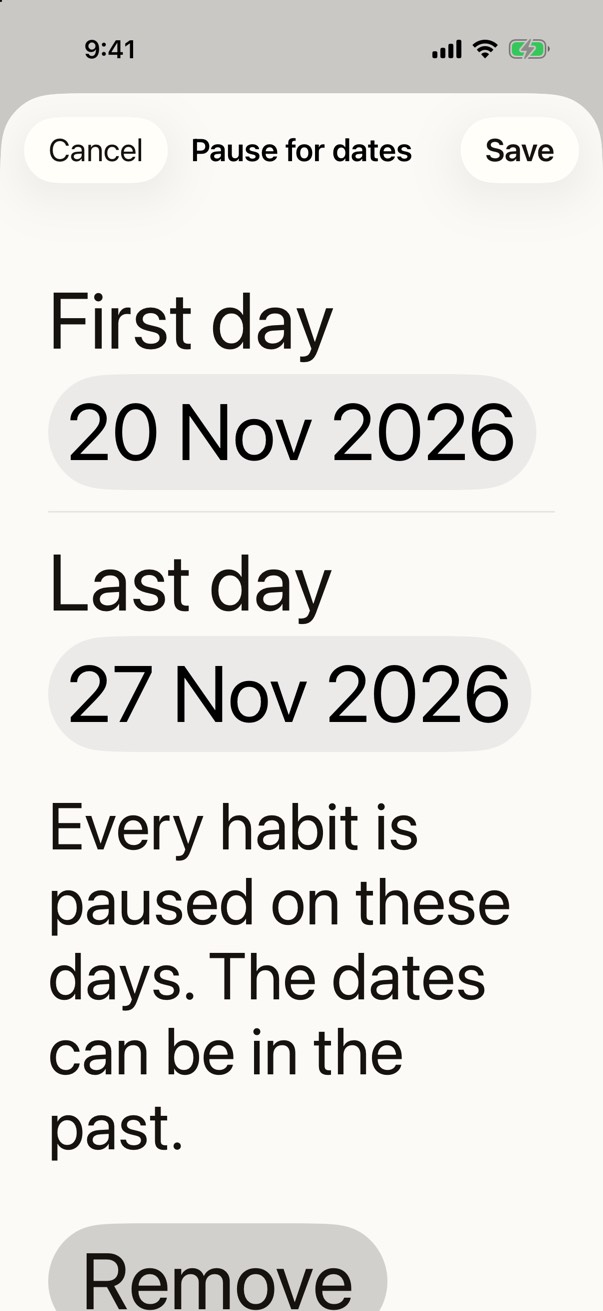 9:41
Cancel
Pause for dates
Save
First day
20 Nov 2026
Last day
27 Nov 2026
Every habit is
paused on these
days. The dates
can be in the
past.
Remove